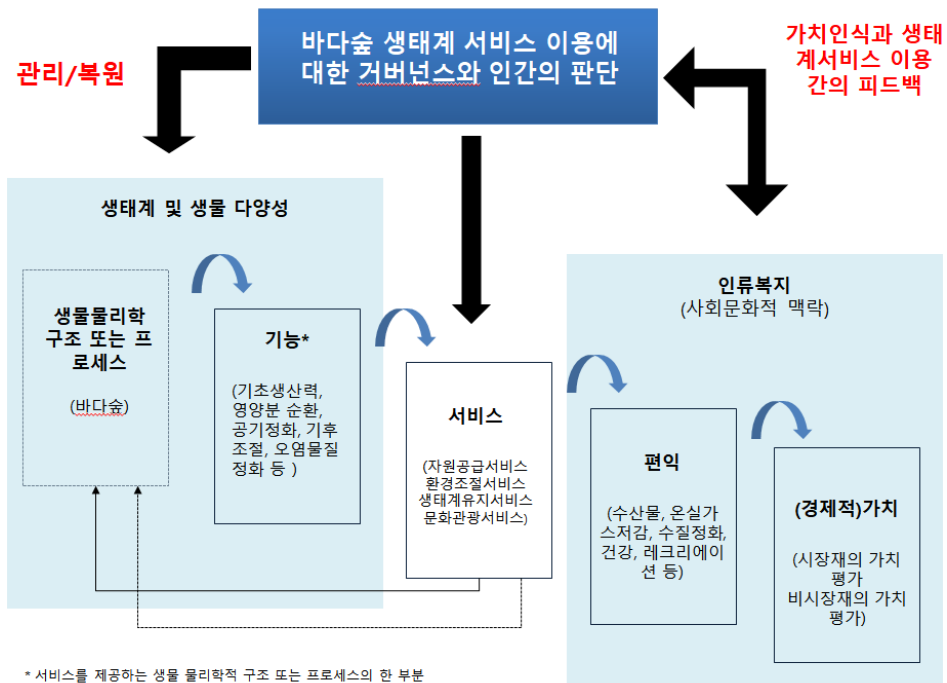 바다숲 생태계 서비스 이용에
대한 거버넌스와 인간의 판단
관리/복원
가치인식과 생태
계서비스 이용
간의 피드백
생태계 및 생물 다양성
생물물리학
구조 또는 프
로세스
(바다숲)
기능*
(기초생산력,
영양분 순환,
공기정화, 기후
조절, 오염물질
정화 등 )
서비스
(자원공급서비스
환경조절서비스
생태계유지서비스
문화관광서비스)
인류복지
(사회문화적 맥락)
편익
(수산물, 온실가
스저감, 수질정화,
건강, 레크리에이
션 등)
(경제적)가치
(시장재의 가치
평가
비시장재의 가치
평가)
* 서비스를 제공하는 생물 물리학적 구조 또는 프로세스의 한 부분